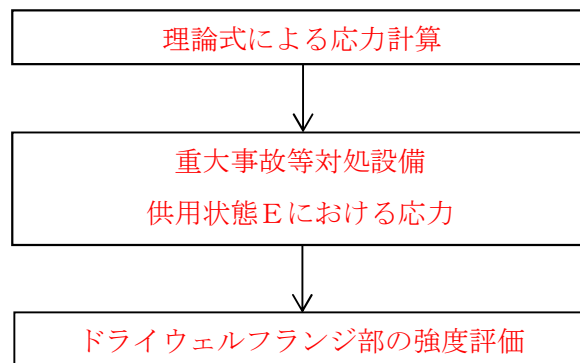 理論式による応力計算
重大事故等対処設備
供用状態Ｅにおける応力
ドライウェルフランジ部の強度評価